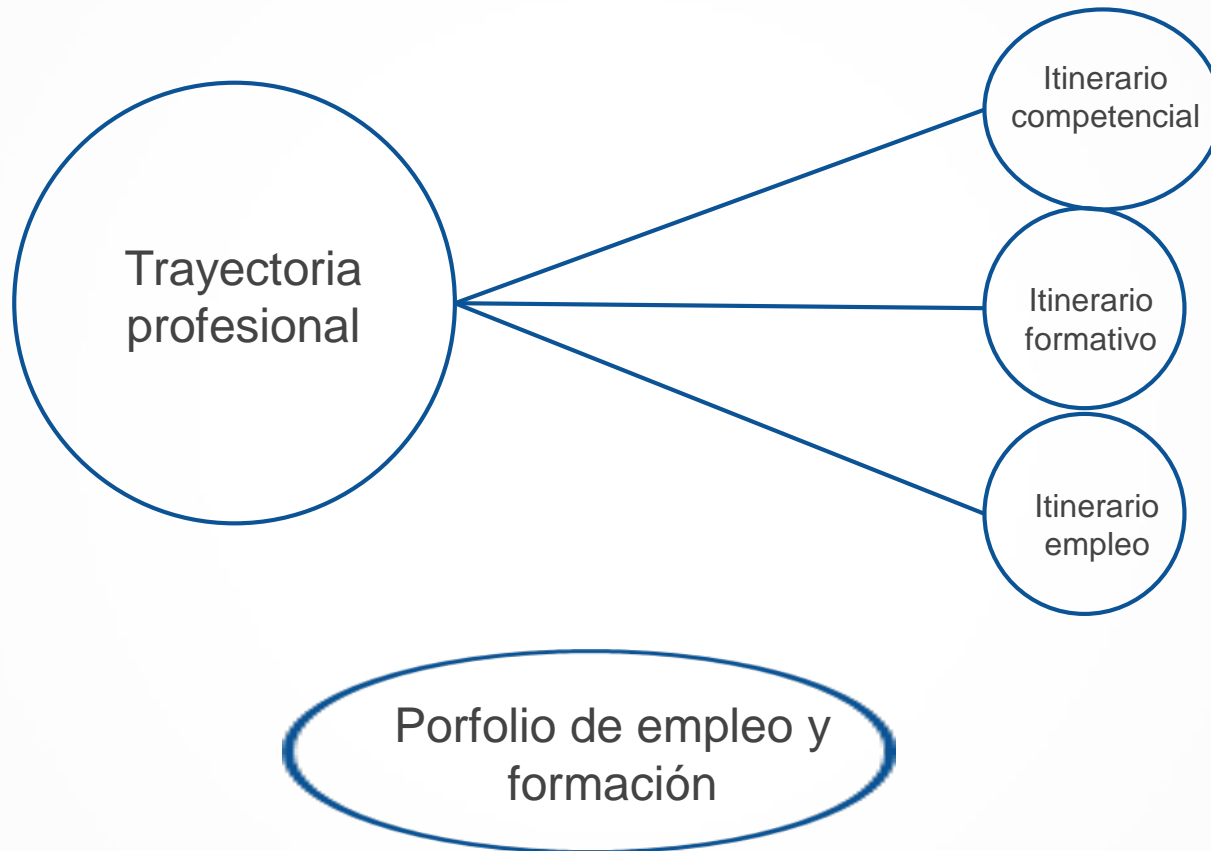 Itinerario
competencial
Trayectoria
profesional
Itinerario
formativo
Itinerario
empleo
Porfolio de empleo y
formación